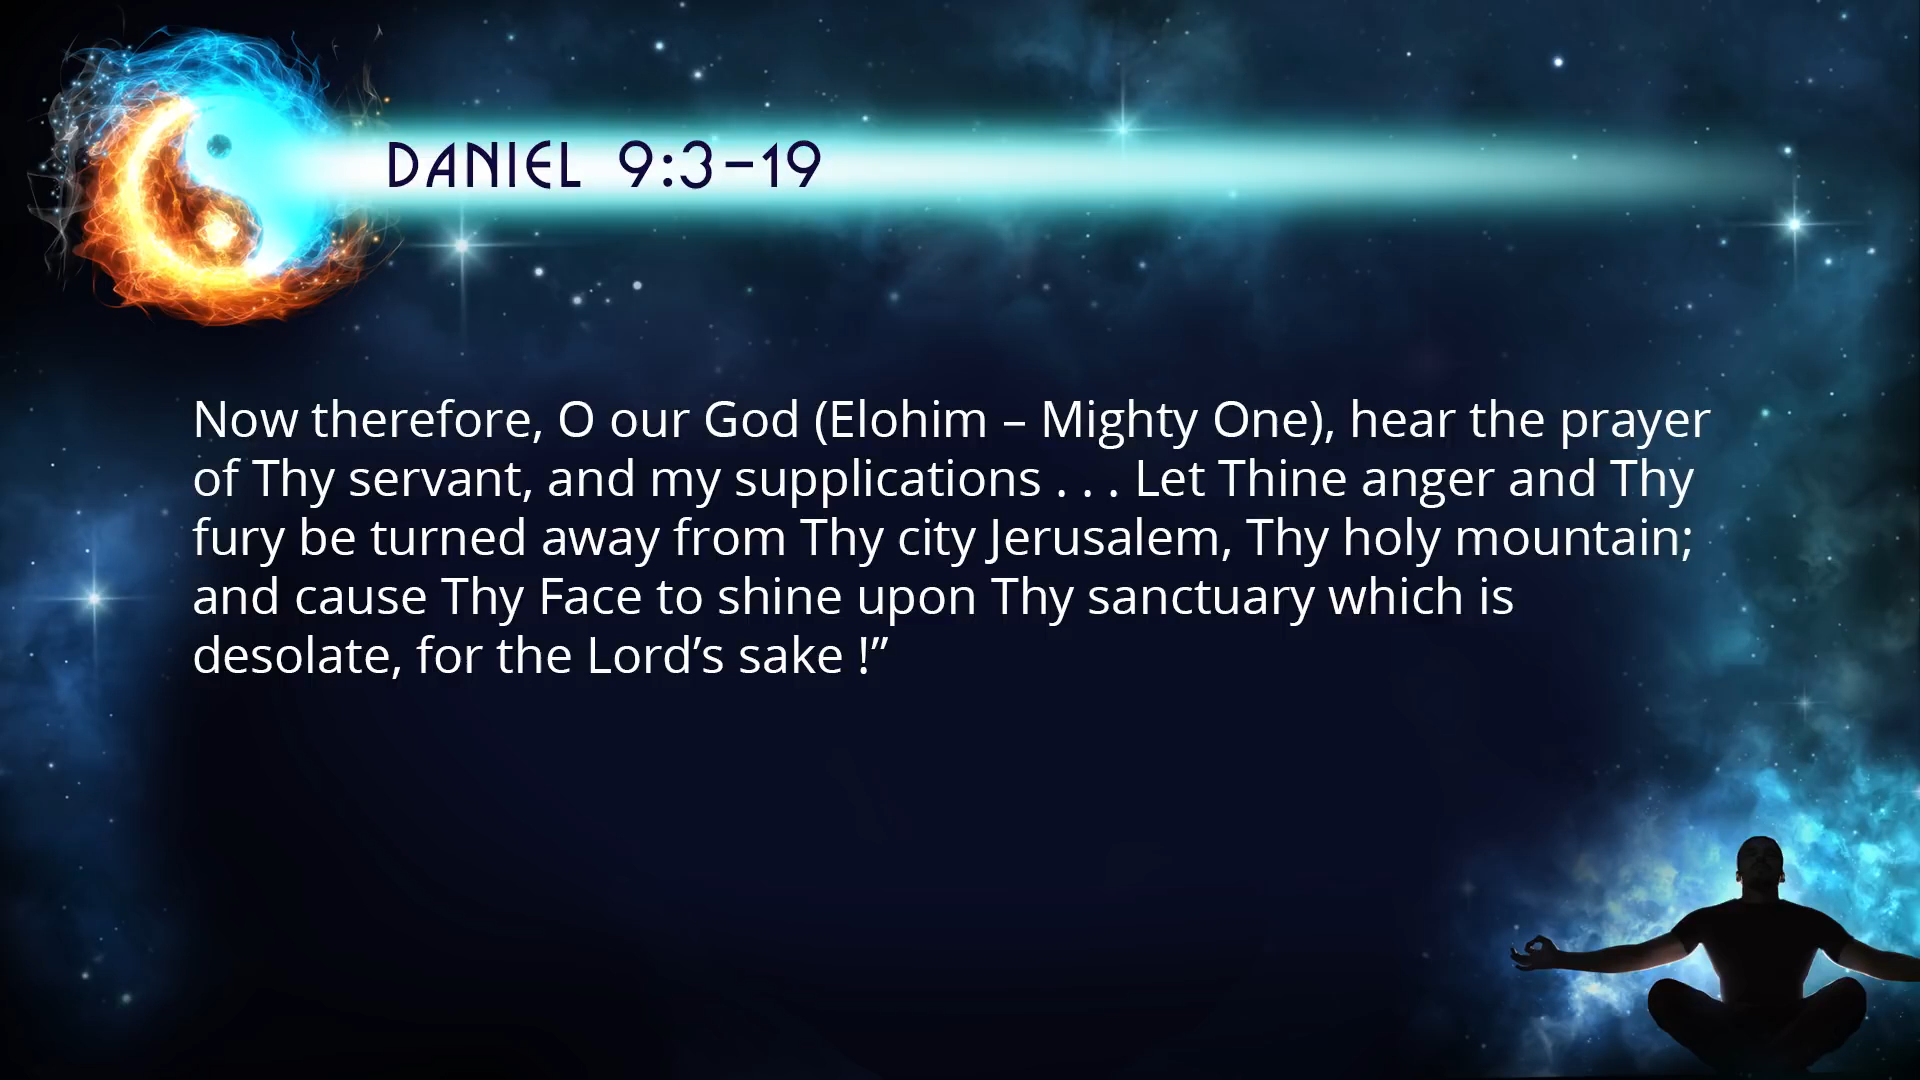 DANIEL 9:3–19
Now therefore, O our God (Elohim – Mighty One), hear the prayer
of Thy servant, and my supplications . . . Let Thine anger and Thy
fury be turned away from Thy city Jerusalem, Thy holy mountain;
and cause Thy Face to shine upon Thy sanctuary which is
desolate, for the Lord’s sake !”